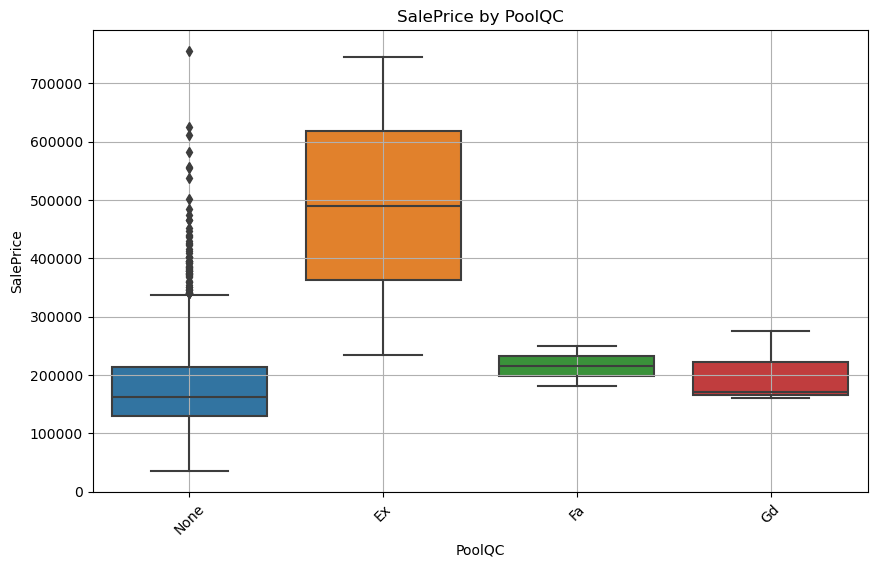 SalePrice by PoolQC
SalePrice
700000
600000
500000
400000
300000
200000
100000
0
None
Ex
Fa
Gd
PoolQC